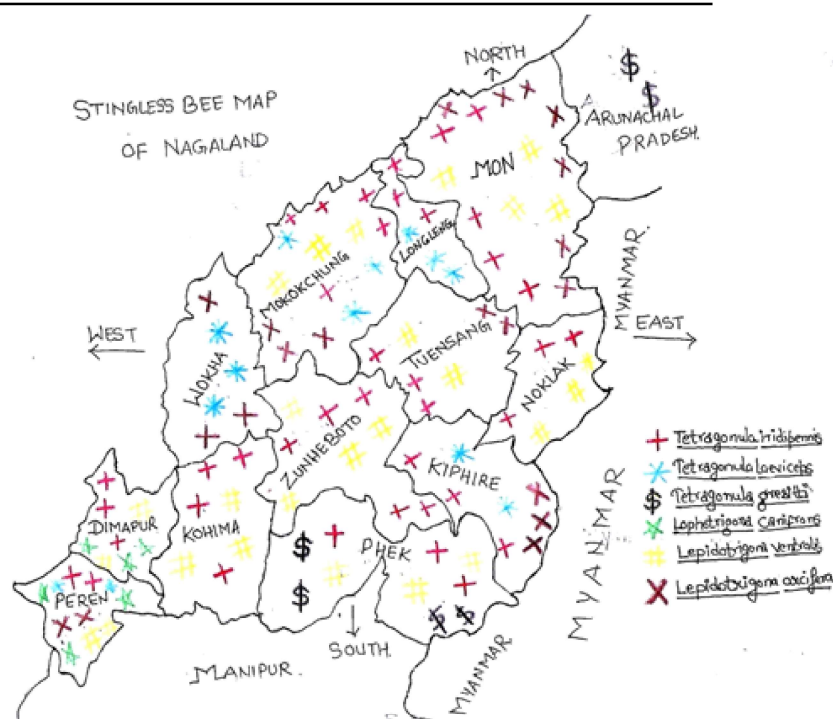 NORTH
STINGLESS BEE MAP
OF NAGALAND
$
$
ARUNACHAL
PRADESH.
MON
LONGLENG
MOKOKCHUNG
MYANMAR.
WEST
EAST
TUENSANG
WOKHA
NOKLAK
ZUNHEBOTO
KIPHIRE
DIMAPUR
KOHIMA
PHEK
PEREN
$
$
$ $
SOUTH.
MANIPUR.
MYANMAR
MYANMAR
Tetragonula iridipennis
Tetragonula laeviceps
$ Tetragonula
Lophotrigona canifrons
Lepidotrigona ventralis
Lepidotrigona arcifera